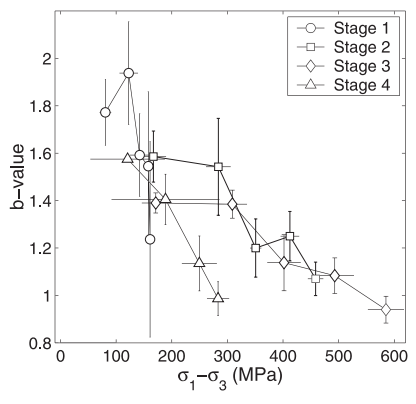 Stage 1
Stage 2
Stage 3
Stage 4
2
1.8
1.6
1.4
1.2
1
0.8
b-value
0 100 200 300 400 500 600
σ₁-σ₃ (MPa)